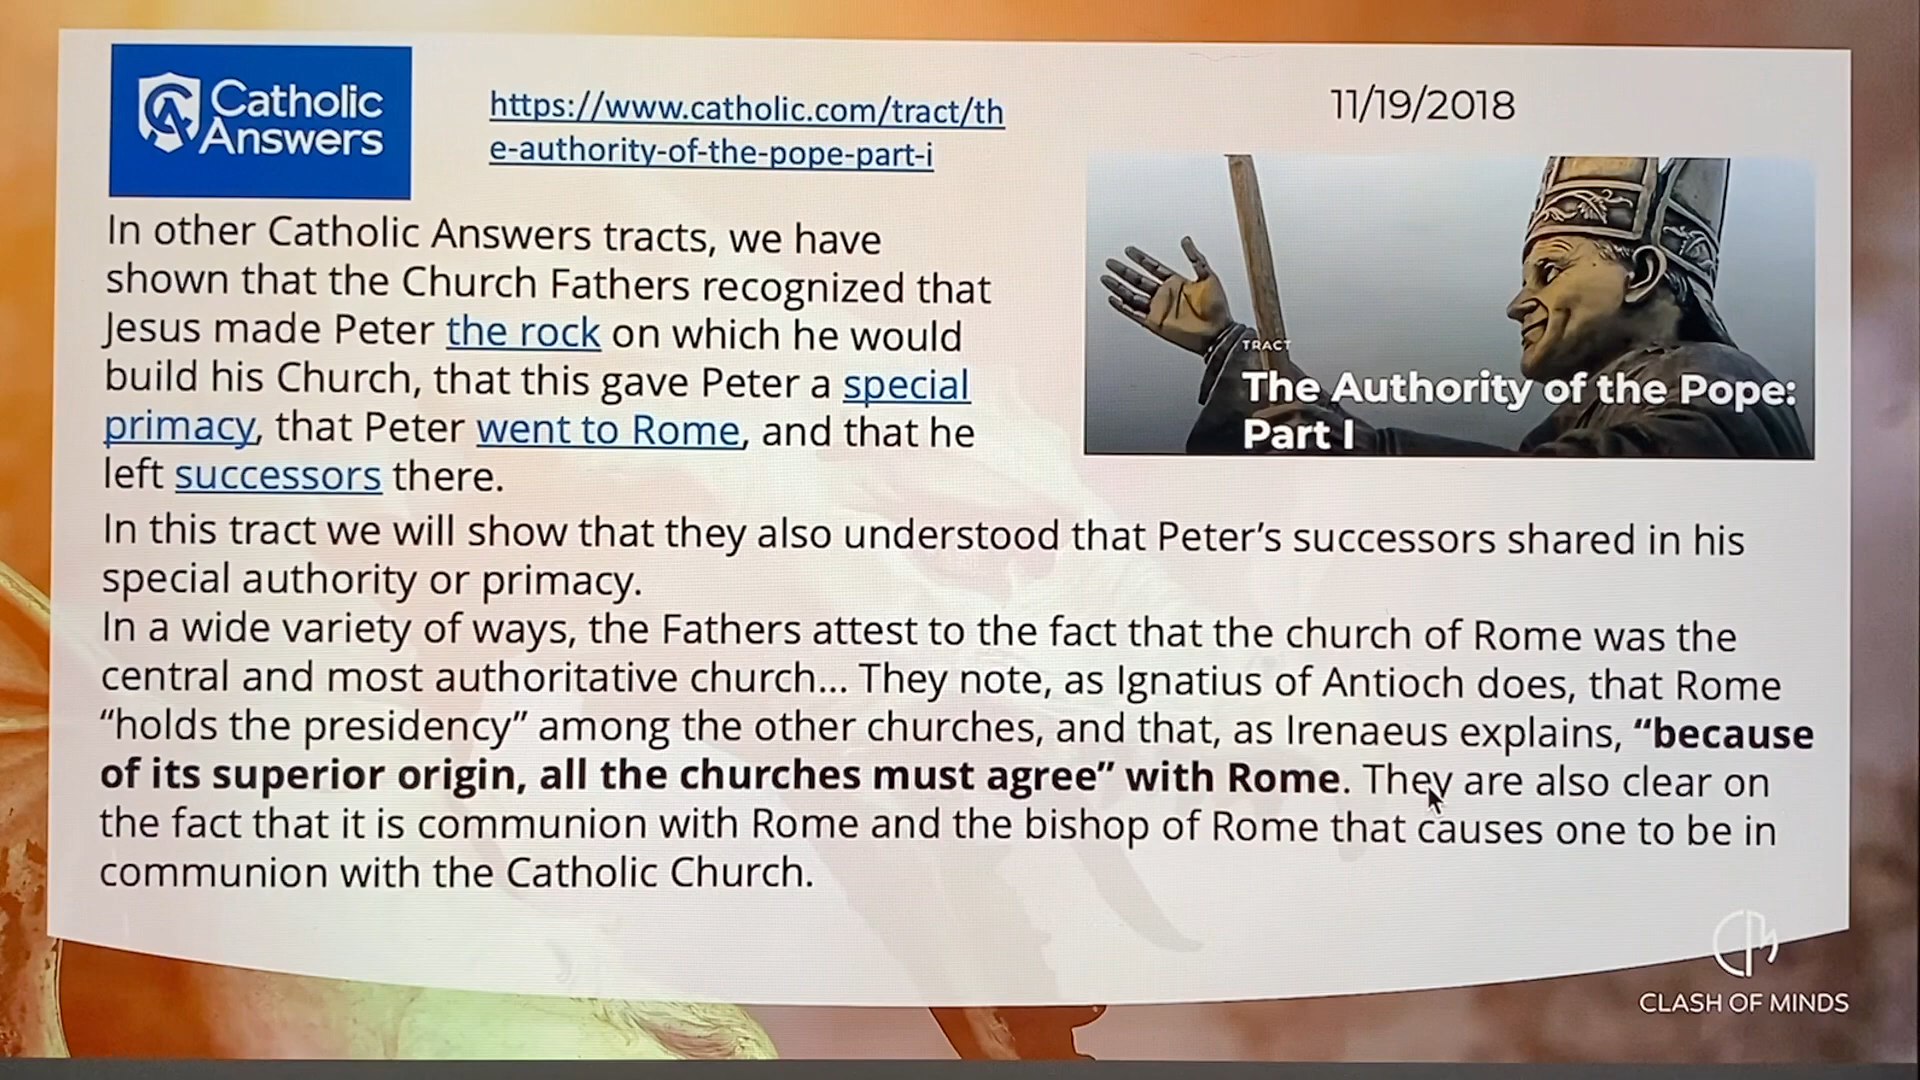 Catholic
Answers
https://www.catholic.com/tract/th
e-authority-of-the-pope-part-i
11/19/2018
In other Catholic Answers tracts, we have
shown that the Church Fathers recognized that
Jesus made Peter the rock on which he would
build his Church, that this gave Peter a special
primacy, that Peter went to Rome, and that he
left successors there.
TRACT
The Authority of the Pope:
Part I
In this tract we will show that they also understood that Peter’s successors shared in his
special authority or primacy.
In a wide variety of ways, the Fathers attest to the fact that the church of Rome was the
central and most authoritative church... They note, as Ignatius of Antioch does, that Rome
“holds the presidency” among the other churches, and that, as Irenaeus explains, “because
of its superior origin, all the churches must agree” with Rome. They are also clear on
the fact that it is communion with Rome and the bishop of Rome that causes one to be in
communion with the Catholic Church.
CLASH OF MINDS